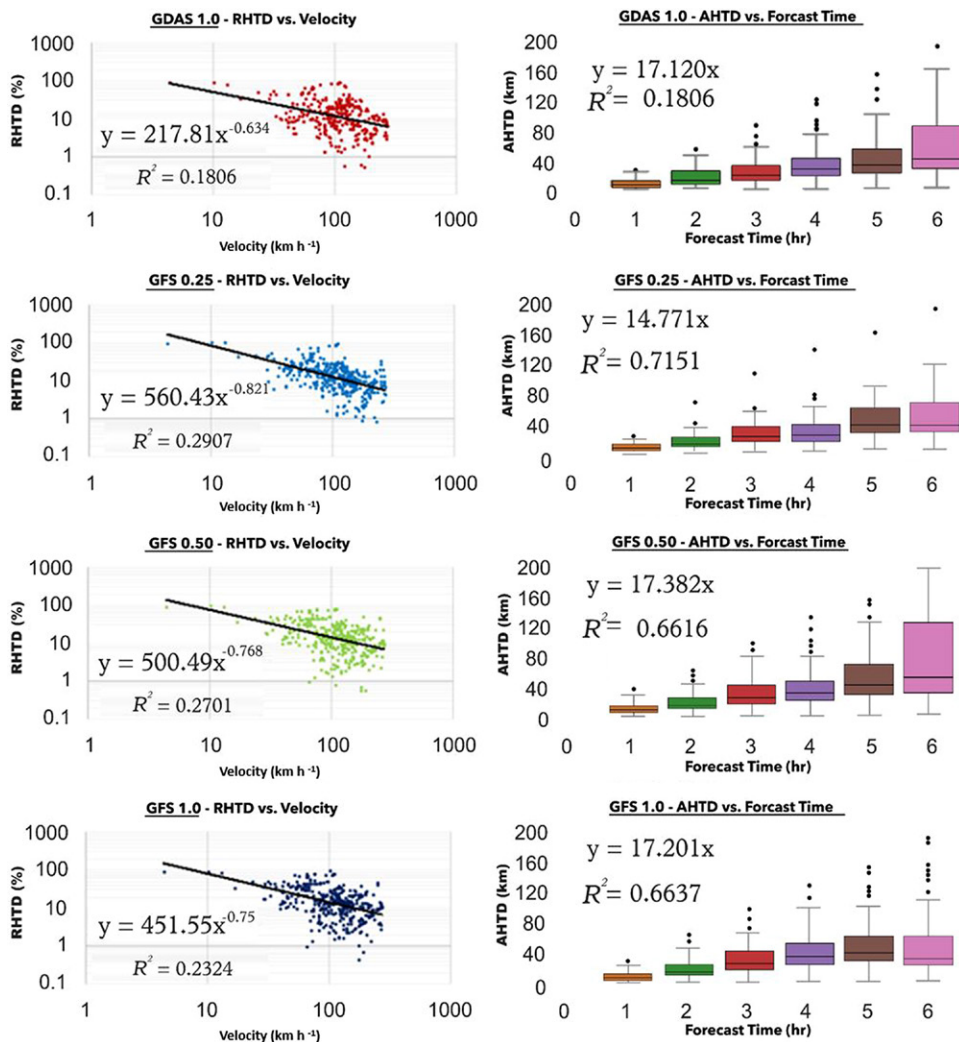 GDAS 1.0 - RHTD vs. Velocity
1000
100
10
1
0.1
RHTD (%)
y = 217.81x^-0.634
R² = 0.1806
1 10 100 1000
Velocity (km h⁻¹)
GDAS 1.0 - AHTD vs. Forcast Time
200
160
120
80
40
0
AHTD (km)
y = 17.120x
R² = 0.1806
0 1 2 3 4 5 6
Forecast Time (hr)
GFS 0.25 - RHTD vs. Velocity
1000
100
10
1
0.1
RHTD (%)
y = 560.43x^-0.821
R² = 0.2907
1 10 100 1000
Velocity (km h⁻¹)
GFS 0.25 - AHTD vs. Forcast Time
200
160
120
80
40
0
AHTD (km)
y = 14.771x
R² = 0.7151
0 1 2 3 4 5 6
Forecast Time (hr)
GFS 0.50 - RHTD vs. Velocity
1000
100
10
1
0.1
RHTD (%)
y = 500.49x^-0.768
R² = 0.2701
1 10 100 1000
Velocity (km h⁻¹)
GFS 0.50 - AHTD vs. Forcast Time
200
160
120
80
40
0
AHTD (km)
y = 17.382x
R² = 0.6616
0 1 2 3 4 5 6
Forecast Time (hr)
GFS 1.0 - RHTD vs. Velocity
1000
100
10
1
0.1
RHTD (%)
y = 451.55x^-0.75
R² = 0.2324
1 10 100 1000
Velocity (km h⁻¹)
GFS 1.0 - AHTD vs. Forcast Time
200
160
120
80
40
0
AHTD (km)
y = 17.201x
R² = 0.6637
0 1 2 3 4 5 6
Forecast Time (hr)